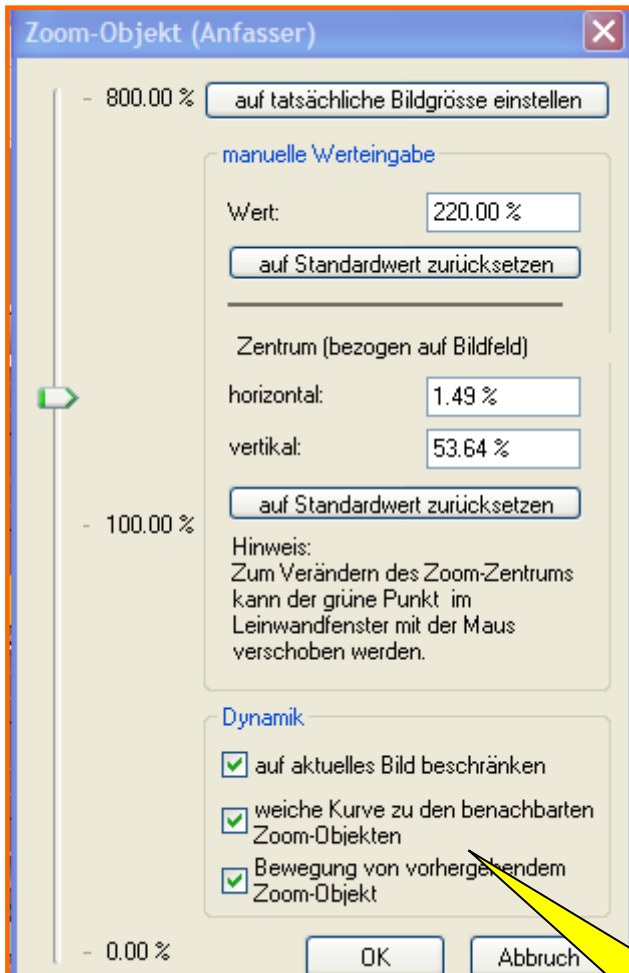 Zoom-Objekt (Anfasser)
- 800.00 %
auf tatsächliche Bildgrösse einstellen
manuelle Werteingabe
Wert:
220.00 %
auf Standardwert zurücksetzen
Zentrum (bezogen auf Bildfeld)
horizontal:
1.49 %
vertikal:
53.64 %
auf Standardwert zurücksetzen
- 100.00 %
Hinweis:
Zum Verändern des Zoom-Zentrums
kann der grüne Punkt im
Leinwandfenster mit der Maus
verschoben werden.
Dynamik
auf aktuelles Bild beschränken
weiche Kurve zu den benachbarten
Zoom-Objekten
Bewegung von vorhergehendem
Zoom-Objekt
- 0.00 %
OK
Abbruch